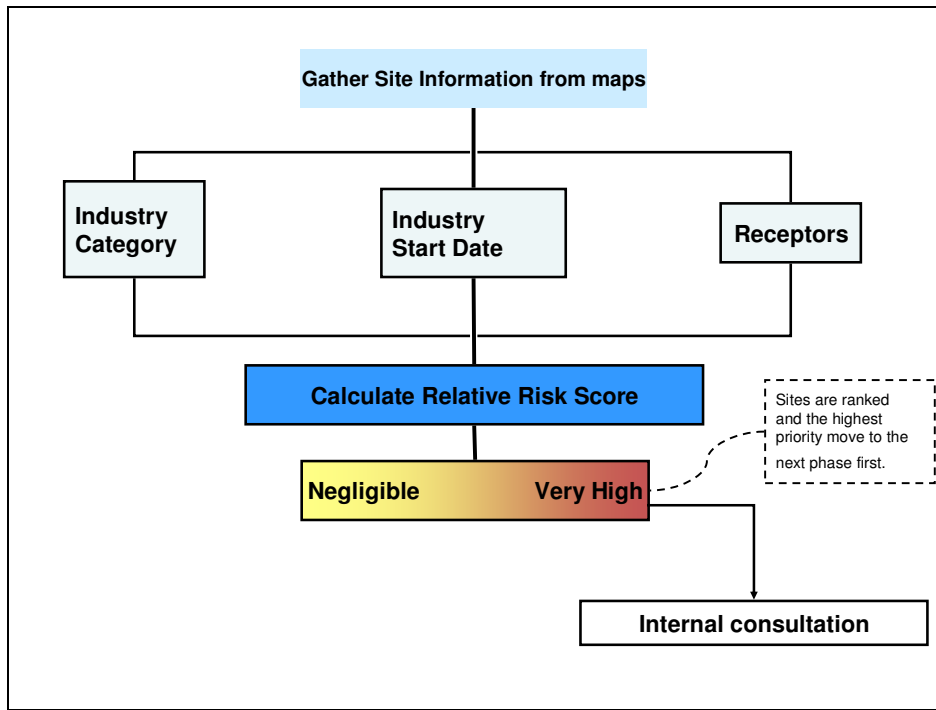 Gather Site Information from maps
Industry
Category
Industry
Start Date
Receptors
Calculate Relative Risk Score
Sites are ranked
and the highest
priority move to the
next phase first.
Negligible
Very High
Internal consultation